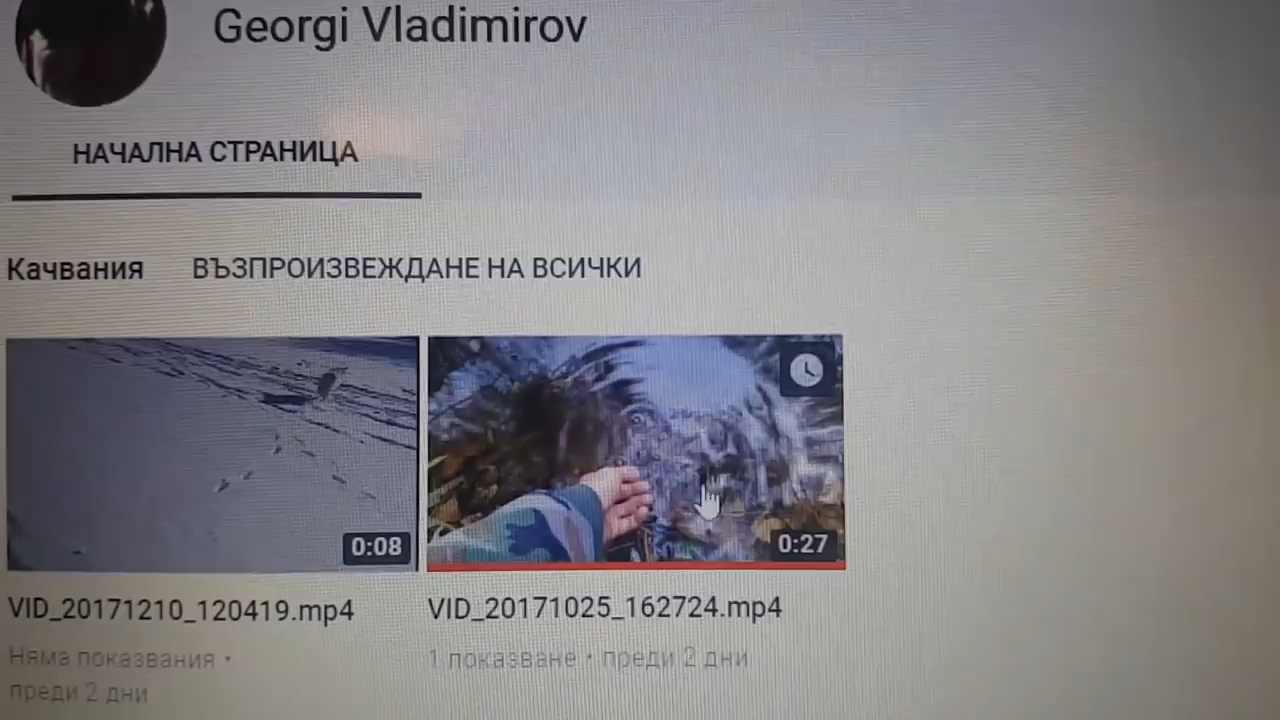 Georgi Vladimirov
НАЧАЛНА СТРАНИЦА
Качвания ВЪЗПРОИЗВЕЖДАНЕ НА ВСИЧКИ
0:08 0:27
VID_20171210_120419.mp4 VID_20171025_162724.mp4
Няма показвания • 1 показване • преди 2 дни
преди 2 дни